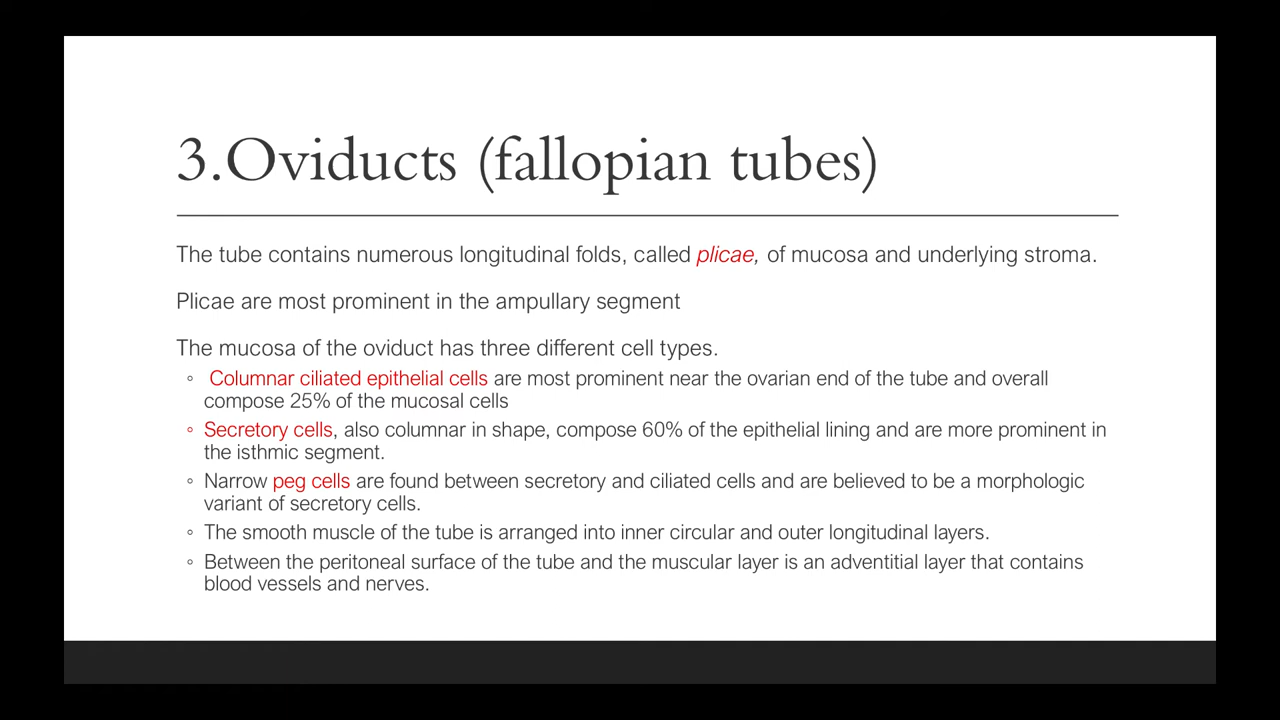 3.Oviducts (fallopian tubes)
The tube contains numerous longitudinal folds, called plicae, of mucosa and underlying stroma.
Plicae are most prominent in the ampullary segment
The mucosa of the oviduct has three different cell types.
◦ Columnar ciliated epithelial cells are most prominent near the ovarian end of the tube and overall
compose 25% of the mucosal cells
◦ Secretory cells, also columnar in shape, compose 60% of the epithelial lining and are more prominent in
the isthmic segment.
◦ Narrow peg cells are found between secretory and ciliated cells and are believed to be a morphologic
variant of secretory cells.
◦ The smooth muscle of the tube is arranged into inner circular and outer longitudinal layers.
◦ Between the peritoneal surface of the tube and the muscular layer is an adventitial layer that contains
blood vessels and nerves.